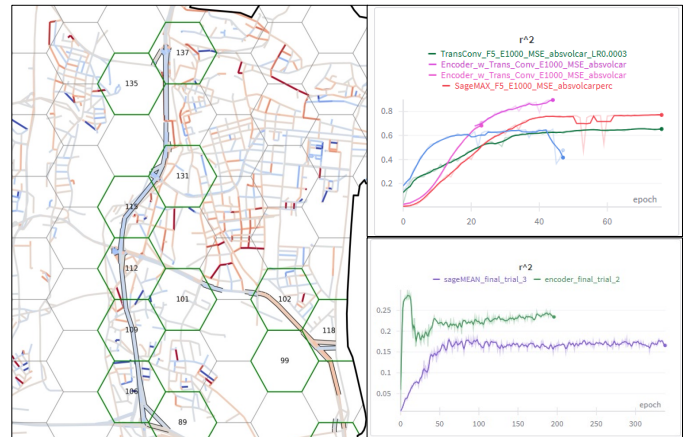 137
135
131
115
112
101
102
109
118
99
106
89
r^2
TransConv_F5_E1000_MSE_absvolcar_LR0.0003
Encoder_w_Trans_Conv_E1000_MSE_absvolcar
Encoder_w_Trans_Conv_E1000_MSE_absvolcar
SageMAX_F5_E1000_MSE_absvolcarperc
0.8
0.6
0.4
0.2
epoch
0 20 40 60
r^2
sageMEAN_final_trial_3 encoder_final_trial_2
0.25
0.2
0.15
0.1
0.05
epoch
0 50 100 150 200 250 300